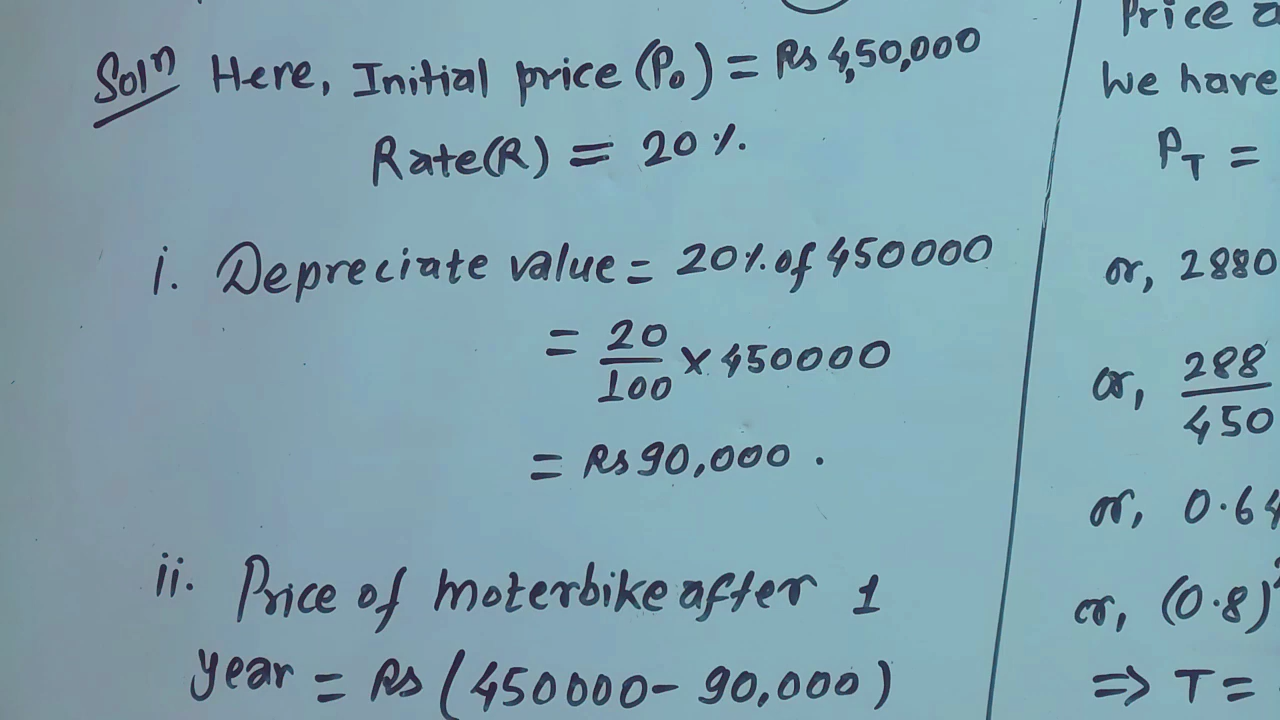 Solⁿ Here, Initial price (P₀) = Rs 4,50,000
Rate(R) = 20%.
i. Depreciate value = 20% of 450000
= 20/100 × 450000
= Rs 90,000.
ii. Price of moterbike after 1
year = Rs (450000 - 90,000)
Price
We have
P_T =
or, 2880
or, 288/450
or, 0.64
or, (0.8)
⇒ T =